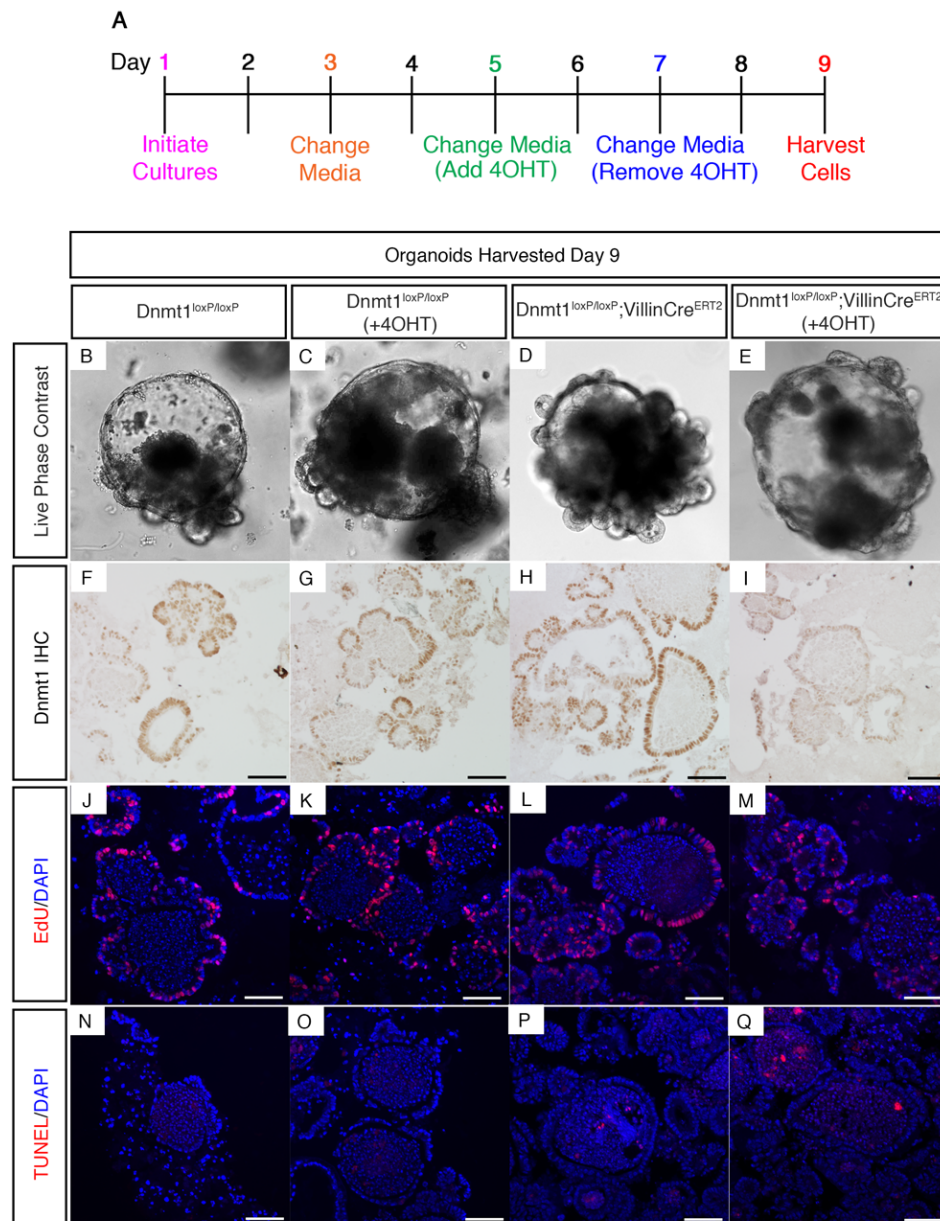 A
Day 1 2 3 4 5 6 7 8 9
Initiate Cultures
Change Media
Change Media (Add 4OHT)
Change Media (Remove 4OHT)
Harvest Cells
Organoids Harvested Day 9
Dnmt1loxP/loxP
Dnmt1loxP/loxP (+4OHT)
Dnmt1loxP/loxP;VillinCreERT2
Dnmt1loxP/loxP;VillinCreERT2 (+4OHT)
Live Phase Contrast
B
C
D
E
Dnmt1 IHC
F
G
H
I
EdU/DAPI
J
K
L
M
TUNEL/DAPI
N
O
P
Q